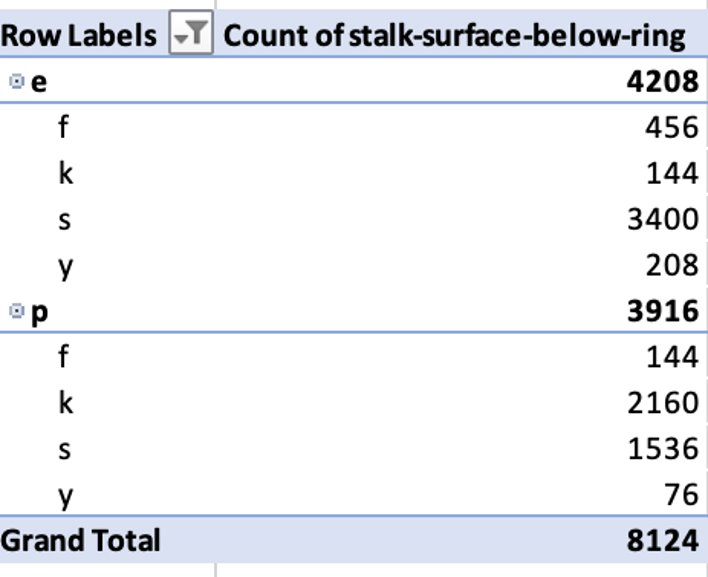 Row Labels Count of stalk-surface-below-ring
e 4208
f 456
k 144
s 3400
y 208
p 3916
f 144
k 2160
s 1536
y 76
Grand Total 8124